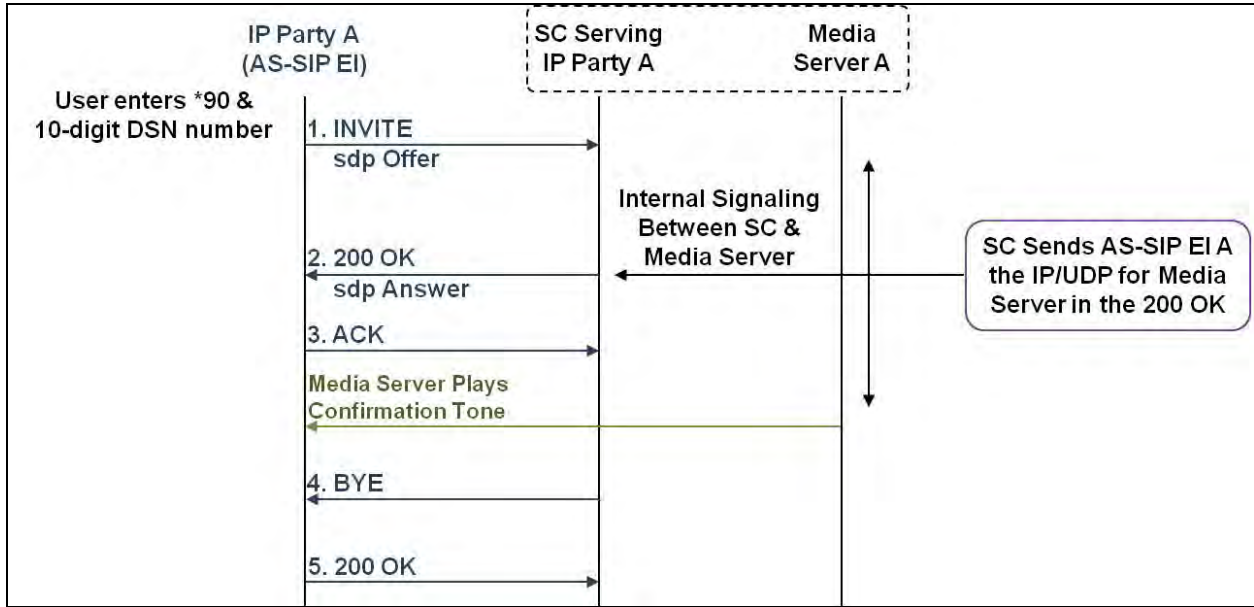 IP Party A
(AS-SIP EI)
SC Serving
IP Party A
Media
Server A
User enters *90 &
10-digit DSN number
1. INVITE
sdp Offer
Internal Signaling
Between SC &
Media Server
2. 200 OK
sdp Answer
SC Sends AS-SIP EI A
the IP/UDP for Media
Server in the 200 OK
3. ACK
Media Server Plays
Confirmation Tone
4. BYE
5. 200 OK